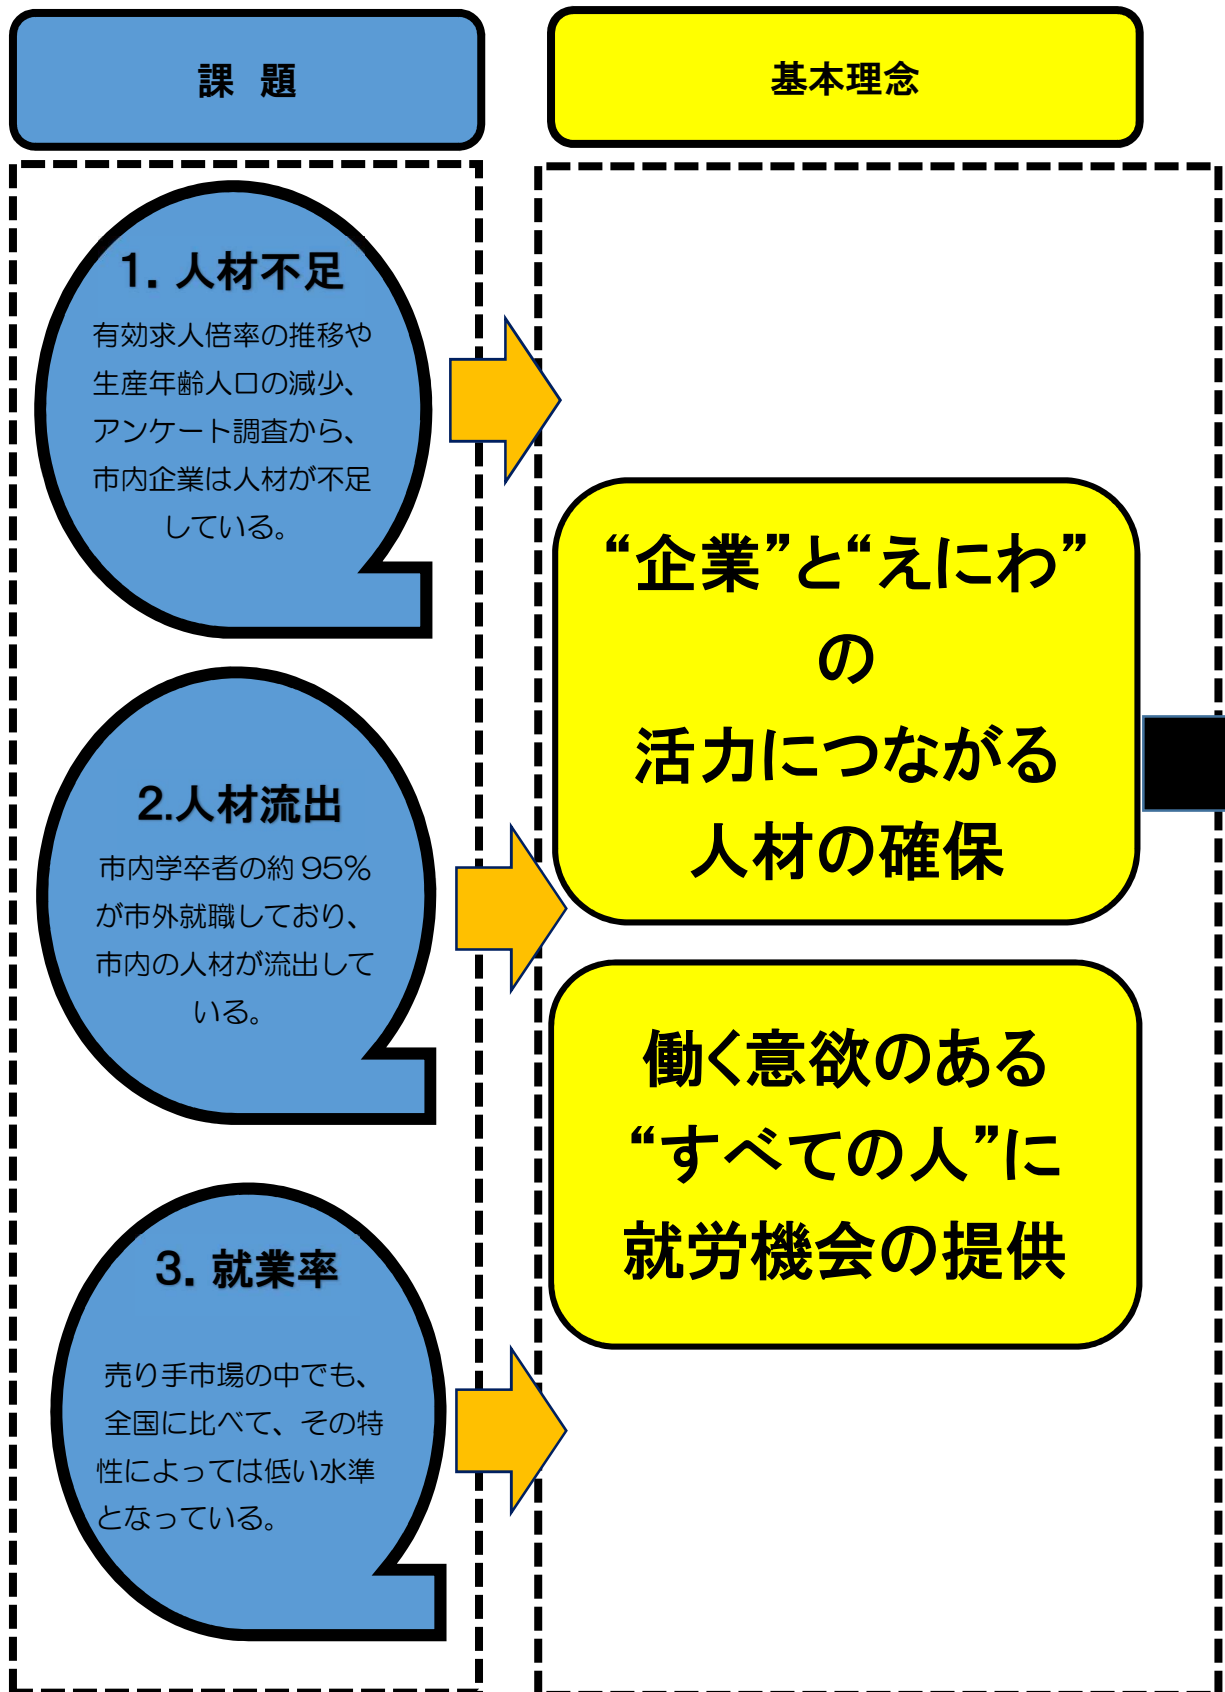 課 題
1. 人材不足
有効求人倍率の推移や
生産年齢人口の減少、
アンケート調査から、
市内企業は人材が不足
している。
2.人材流出
市内学卒者の約 95%
が市外就職しており、
市内の人材が流出して
いる。
3. 就業率
売り手市場の中でも、
全国に比べて、その特
性によっては低い水準
となっている。
基本理念
“企業”と“えにわ”
の
活力につながる
人材の確保
働く意欲のある
“すべての人”に
就労機会の提供